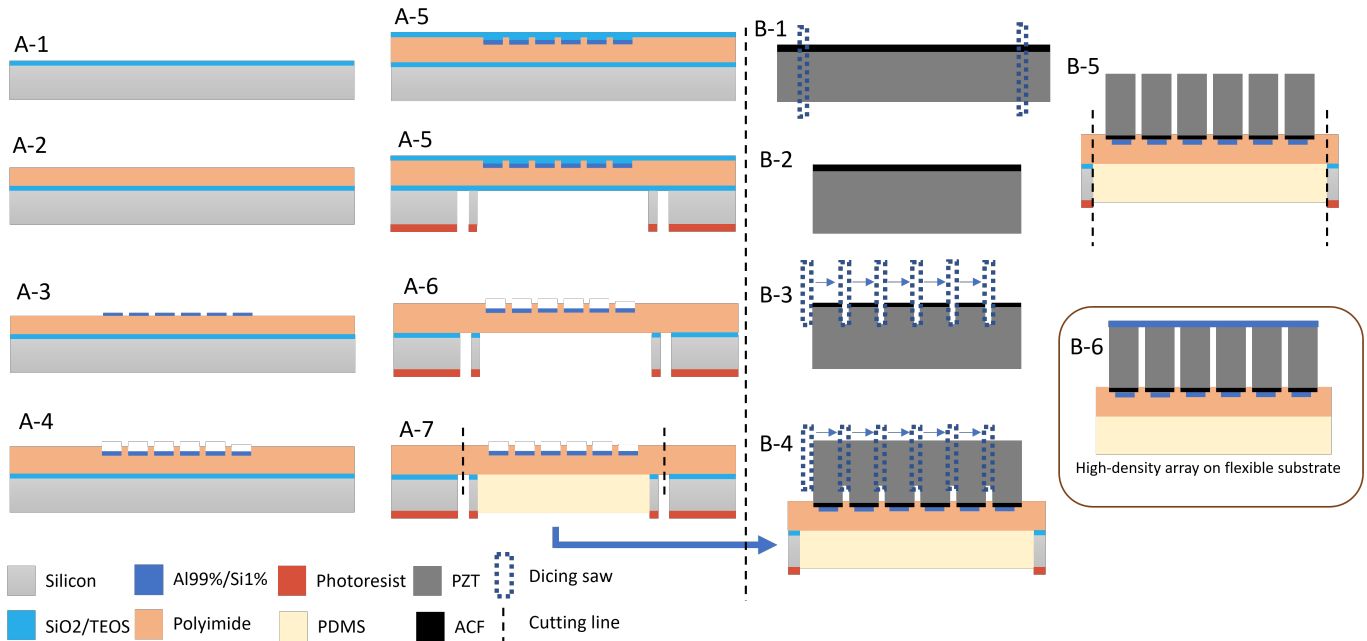 A-1
A-2
A-3
A-4
A-5
A-5
A-6
A-7
B-1
B-2
B-3
B-4
B-5
B-6
High-density array on flexible substrate
Silicon
Al99%/Si1%
Photoresist
PZT
Dicing saw
SiO2/TEOS
Polyimide
PDMS
ACF
Cutting line